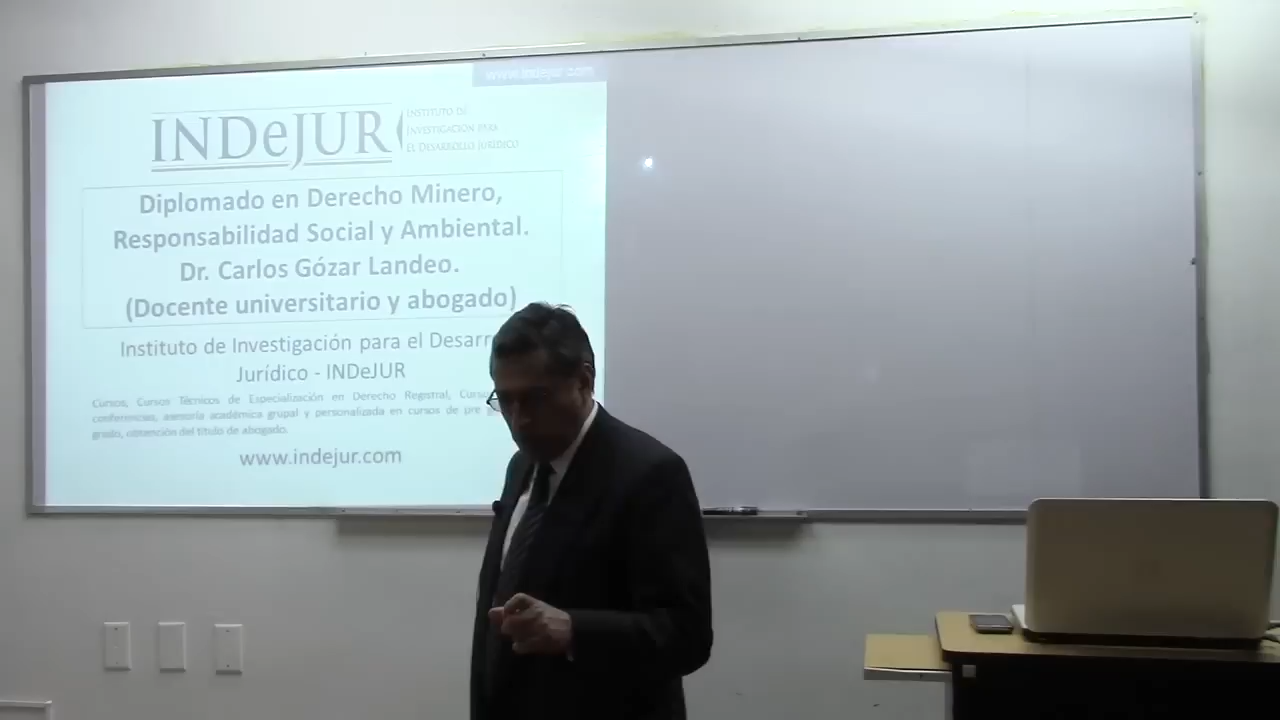 www.indejur.com
INDeJUR
INSTITUTO DE
INVESTIGACIÓN PARA
EL DESARROLLO JURÍDICO
Diplomado en Derecho Minero,
Responsabilidad Social y Ambiental.
Dr. Carlos Gózar Landeo.
(Docente universitario y abogado)
Instituto de Investigación para el Desarr
Jurídico - INDeJUR
Cursos, Cursos Técnicos de Especialización en Derecho Registral, Curs
conferencias, asesoría académica grupal y personalizada en cursos de pre
grado, obtención del título de abogado.
www.indejur.com